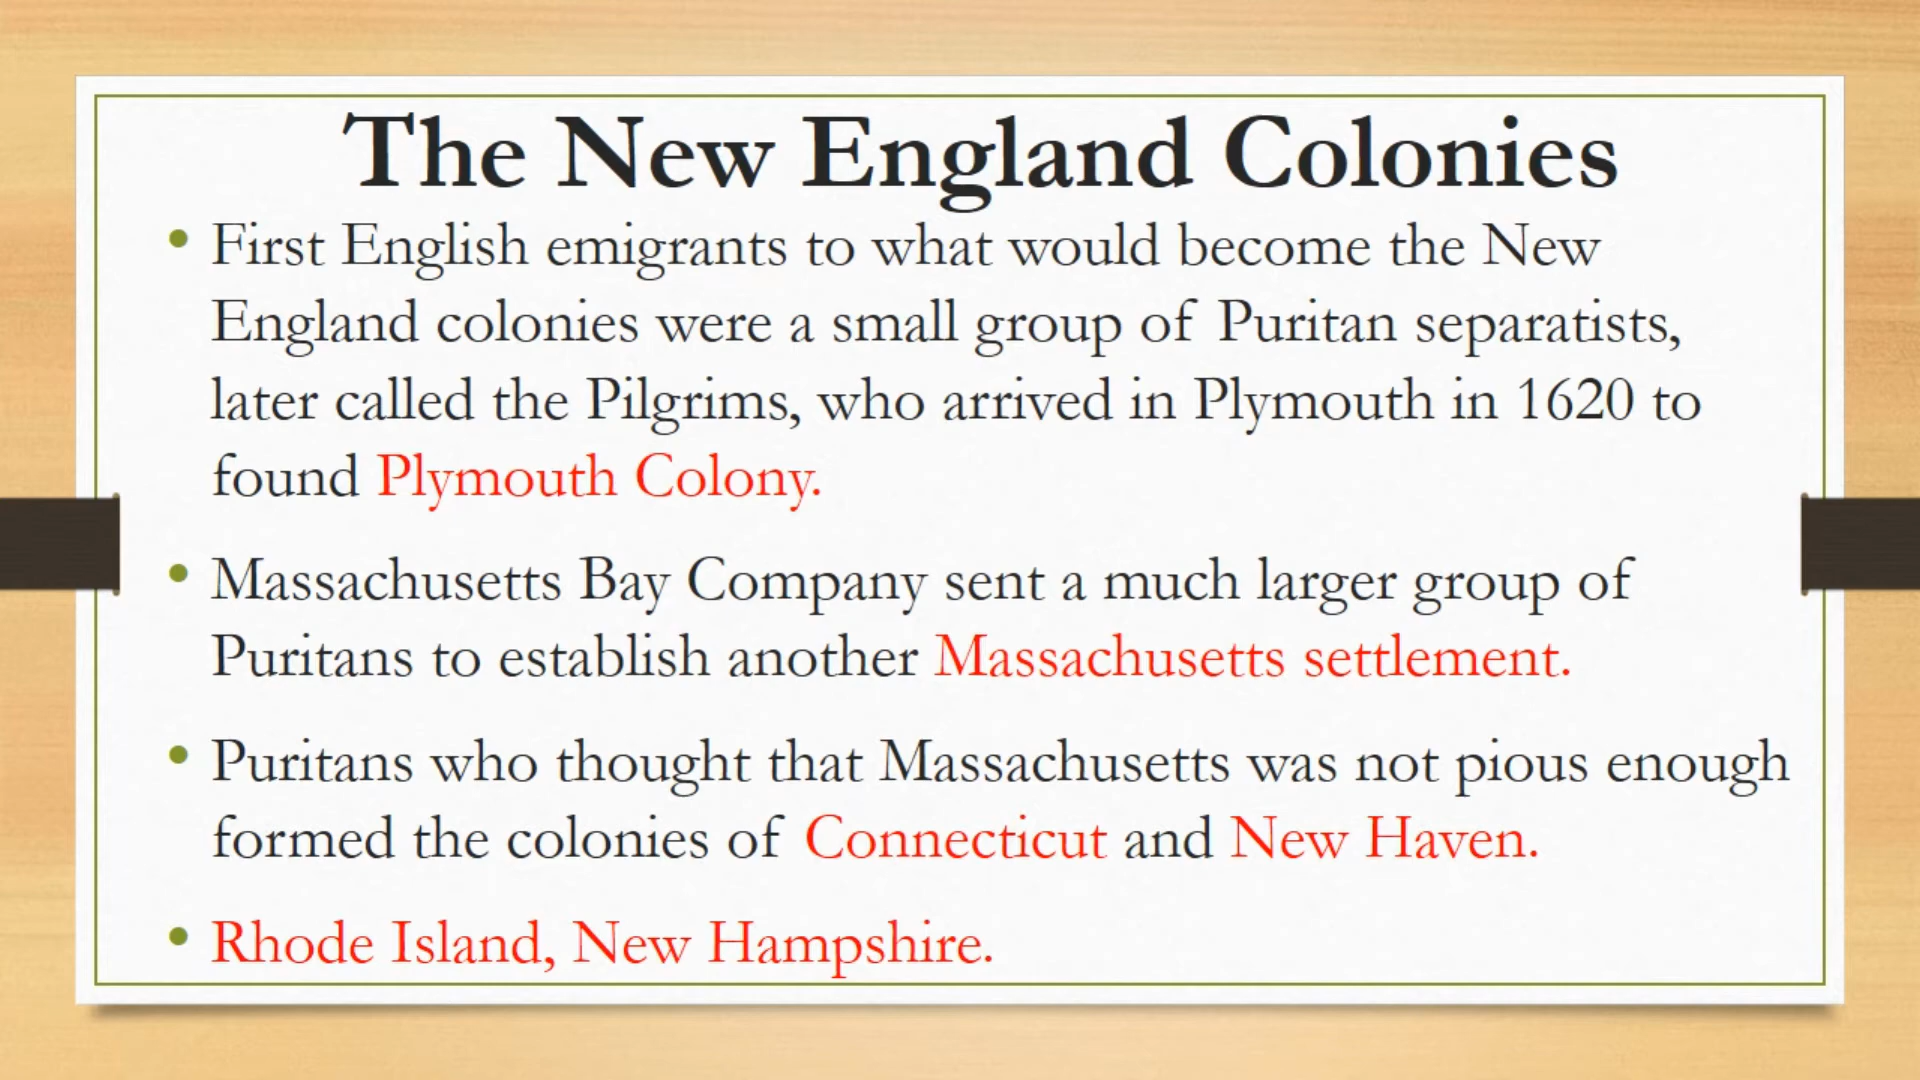 The New England Colonies
• First English emigrants to what would become the New
England colonies were a small group of Puritan separatists,
later called the Pilgrims, who arrived in Plymouth in 1620 to
found Plymouth Colony.
• Massachusetts Bay Company sent a much larger group of
Puritans to establish another Massachusetts settlement.
• Puritans who thought that Massachusetts was not pious enough
formed the colonies of Connecticut and New Haven.
• Rhode Island, New Hampshire.